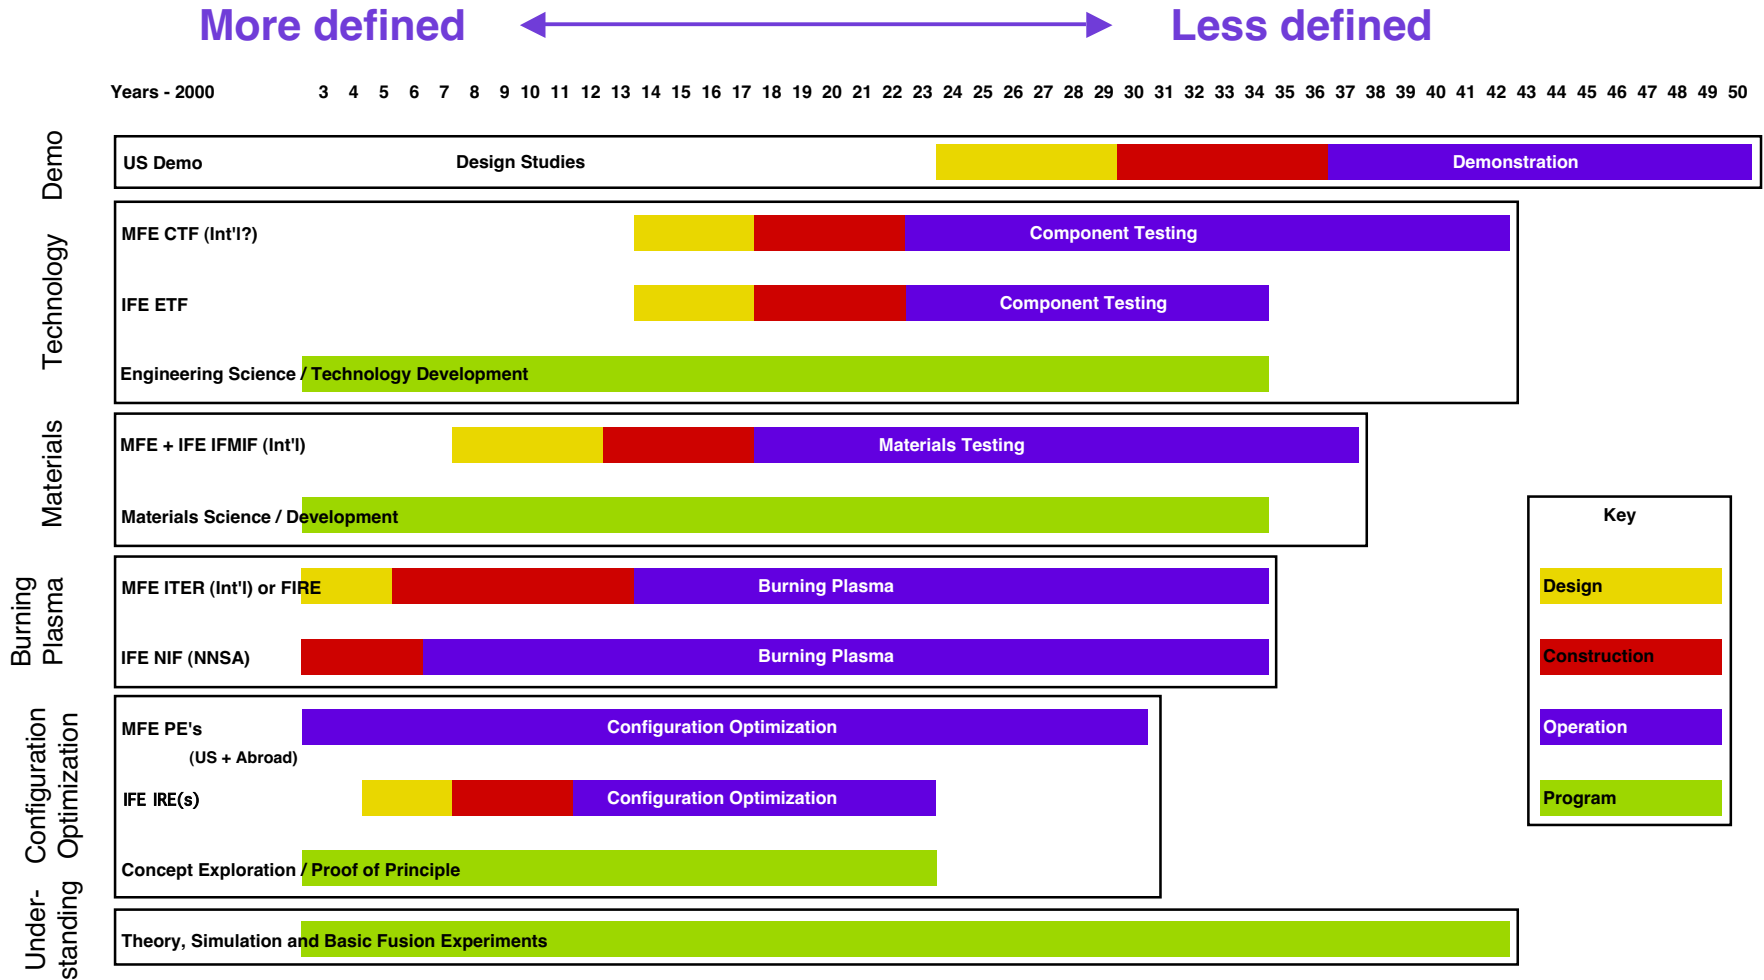 More defined Less defined
Years - 2000 3 4 5 6 7 8 9 10 11 12 13 14 15 16 17 18 19 20 21 22 23 24 25 26 27 28 29 30 31 32 33 34 35 36 37 38 39 40 41 42 43 44 45 46 47 48 49 50
Demo
US Demo Design Studies Demonstration
Technology
MFE CTF (Int'l?) Component Testing
IFE ETF Component Testing
Engineering Science / Technology Development
Materials
MFE + IFE IFMIF (Int'l) Materials Testing
Materials Science / Development
Burning
Plasma
MFE ITER (Int'l) or FIRE Burning Plasma
IFE NIF (NNSA) Burning Plasma
Configuration
Optimization
MFE PE's Configuration Optimization
(US + Abroad)
IFE IRE(s) Configuration Optimization
Concept Exploration / Proof of Principle
Under-
standing
Theory, Simulation and Basic Fusion Experiments
Key
Design
Construction
Operation
Program